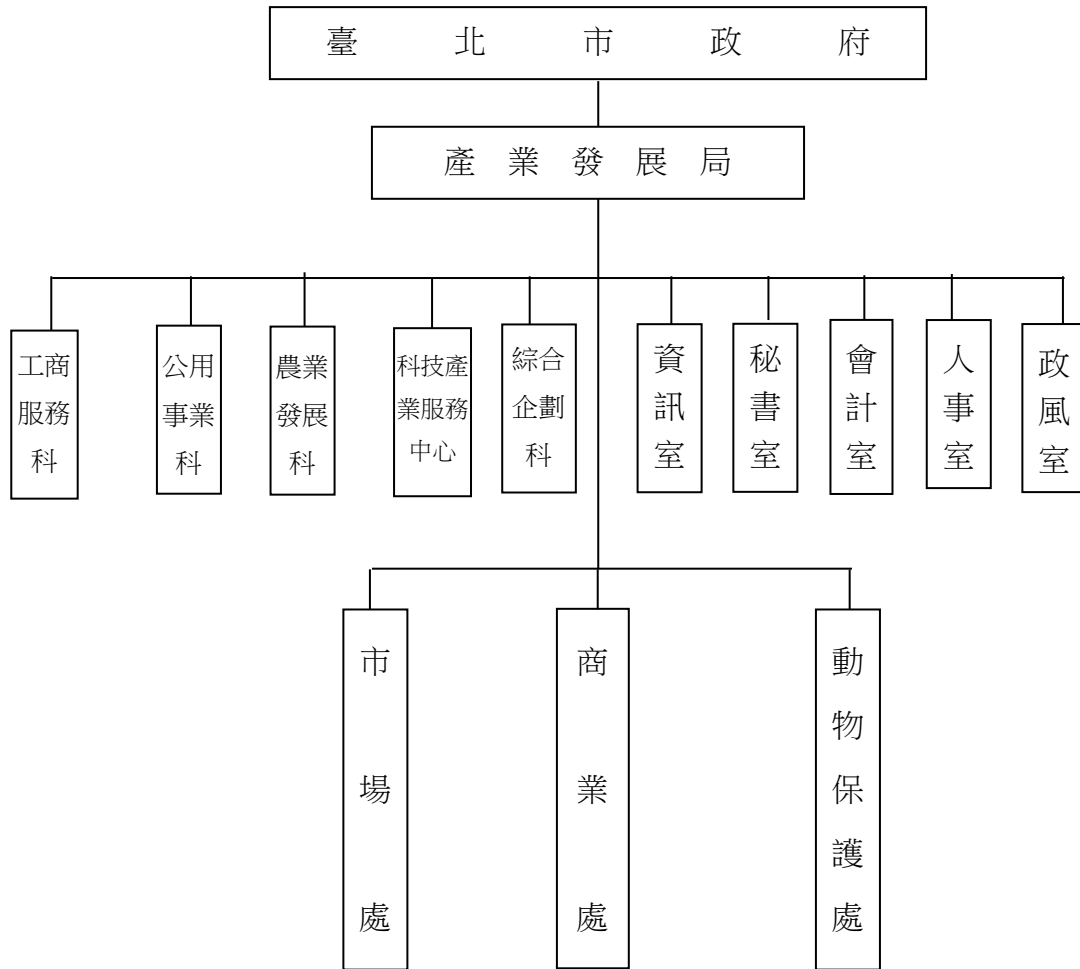 臺北市政府
產業發展局
工商
服務
科
公用
事業
科
農業
發展
科
科技產
業服務
中心
綜合
企劃
科
資訊室
秘書室
會計室
人事室
政風室
市場處
商業處
動物保護處